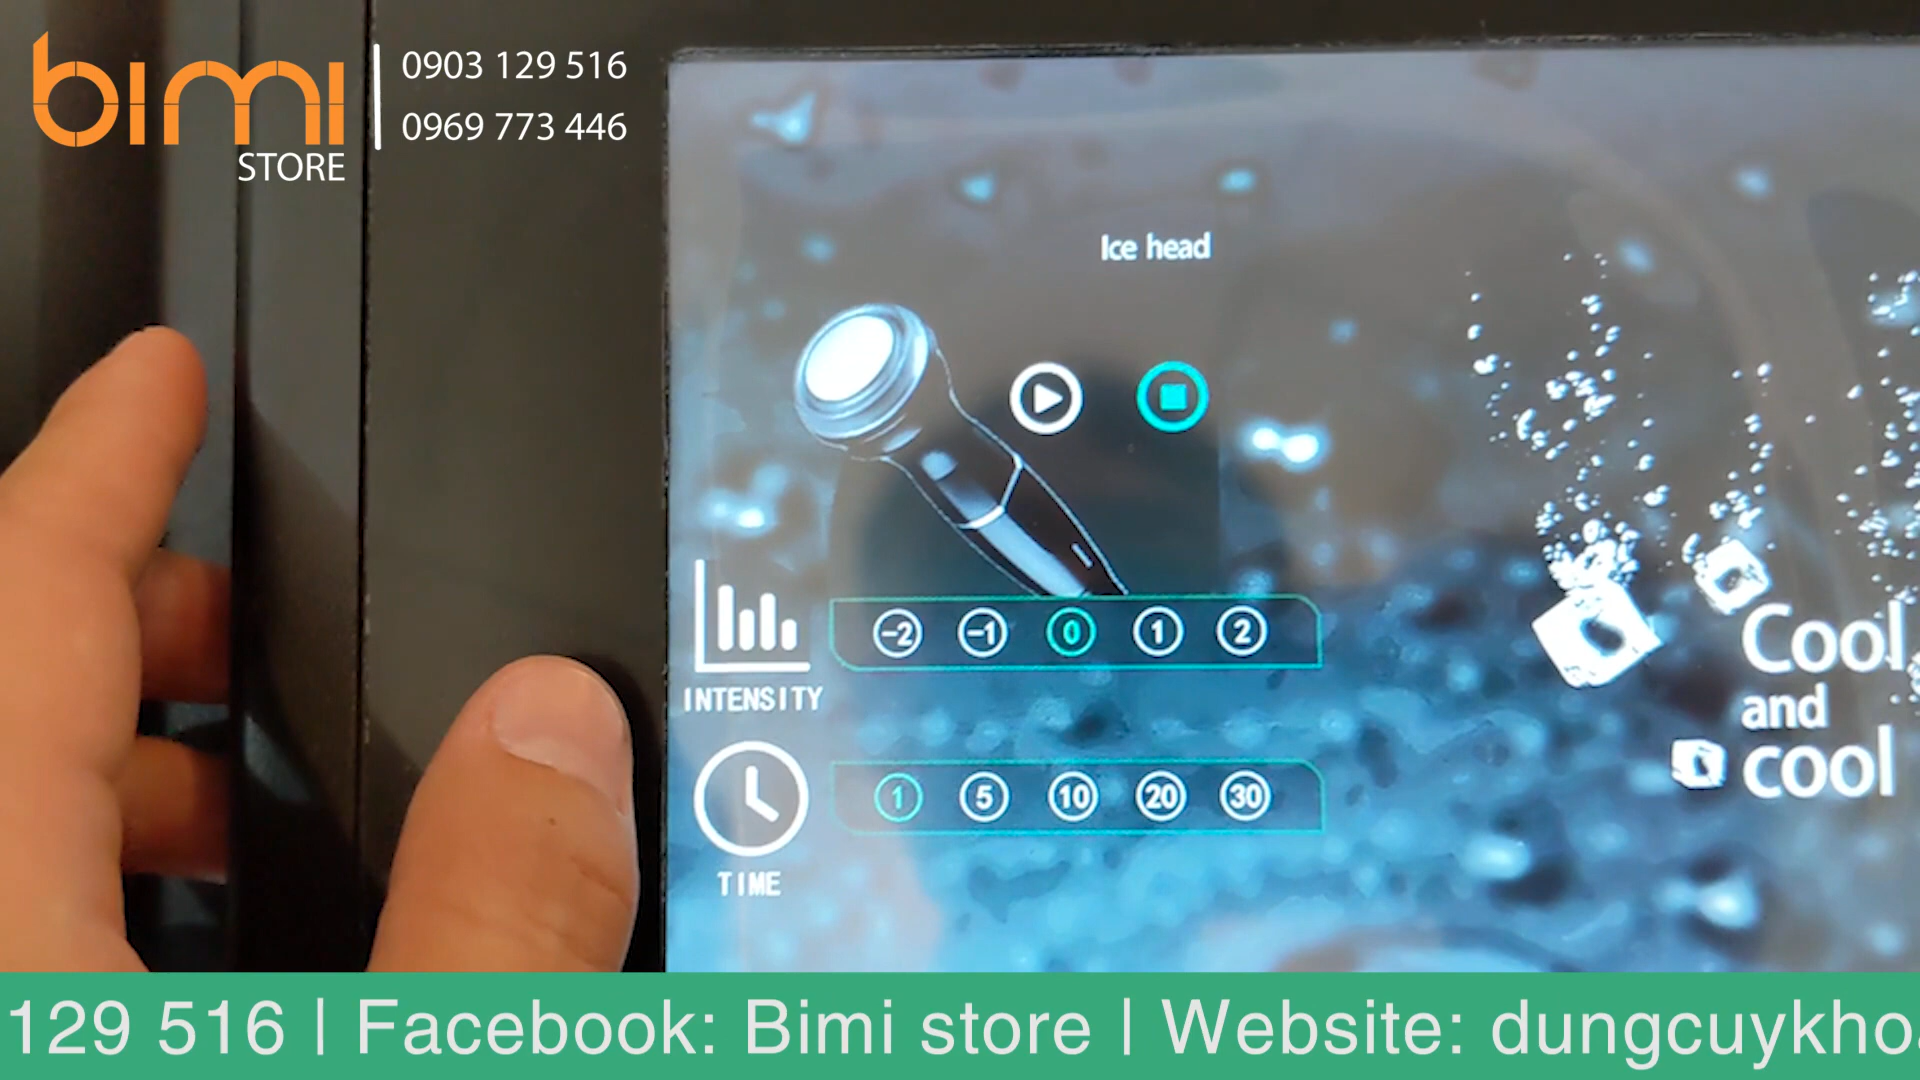 bimi
STORE
0903 129 516
0969 773 446
Ice head
-2 -1 0 1 2
INTENSITY
1 5 10 20 30
TIME
Cool
and
cool
129 516 | Facebook: Bimi store | Website: dungcuykho